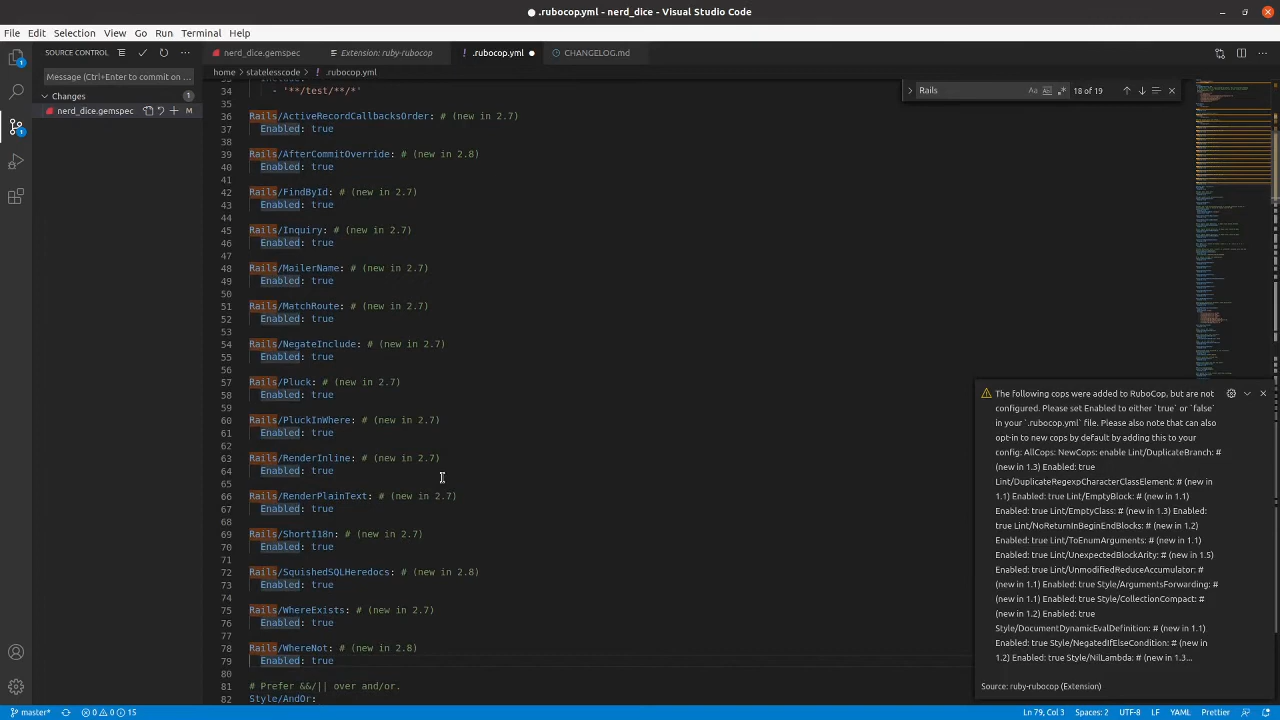 ● .rubocop.yml - nerd_dice - Visual Studio Code
File Edit Selection View Go Run Terminal Help
SOURCE CONTROL
nerd_dice.gemspec
Extension: ruby-rubocop
.rubocop.yml
CHANGELOG.md
home > statelesscode > .rubocop.yml
Message (Ctrl+Enter to commit on
Changes
1
nerd_dice.gemspec
M
Rails
Aa
18 of 19
34 - '**/test/**/*'
35
36 Rails/ActiveRecordCallbacksOrder: # (new in 2.7)
37 Enabled: true
38
39 Rails/AfterCommitOverride: # (new in 2.8)
40 Enabled: true
41
42 Rails/FindById: # (new in 2.7)
43 Enabled: true
44
45 Rails/Inquiry: # (new in 2.7)
46 Enabled: true
47
48 Rails/MailerName: # (new in 2.7)
49 Enabled: true
50
51 Rails/MatchRoute: # (new in 2.7)
52 Enabled: true
53
54 Rails/NegateInclude: # (new in 2.7)
55 Enabled: true
56
57 Rails/Pluck: # (new in 2.7)
58 Enabled: true
59
60 Rails/PluckInWhere: # (new in 2.7)
61 Enabled: true
62
63 Rails/RenderInline: # (new in 2.7)
64 Enabled: true
65
66 Rails/RenderPlainText: # (new in 2.7)
67 Enabled: true
68
69 Rails/ShortI18n: # (new in 2.7)
70 Enabled: true
71
72 Rails/SquishedSQLHeredocs: # (new in 2.8)
73 Enabled: true
74
75 Rails/WhereExists: # (new in 2.7)
76 Enabled: true
77
78 Rails/WhereNot: # (new in 2.8)
79 Enabled: true
80
81 # Prefer &&/|| over and/or.
82 Style/AndOr:
The following cops were added to RuboCop, but are not
configured. Please set Enabled to either `true` or `false`
in your `.rubocop.yml` file. Please also note that can also
opt-in to new cops by default by adding this to your
config: AllCops: NewCops: enable Lint/DuplicateBranch: #
(new in 1.3) Enabled: true
Lint/DuplicateRegexpCharacterClassElement: # (new in
1.1) Enabled: true Lint/EmptyBlock: # (new in 1.1)
Enabled: true Lint/EmptyClass: # (new in 1.3) Enabled:
true Lint/NoReturnInBeginEndBlocks: # (new in 1.2)
Enabled: true Lint/ToEnumArguments: # (new in 1.1)
Enabled: true Lint/UnexpectedBlockArity: # (new in 1.5)
Enabled: true Lint/UnmodifiedReduceAccumulator: #
(new in 1.1) Enabled: true Style/ArgumentsForwarding: #
(new in 1.1) Enabled: true Style/CollectionCompact: #
(new in 1.2) Enabled: true
Style/DocumentDynamicEvalDefinition: # (new in 1.1)
Enabled: true Style/NegatedIfElseCondition: # (new in
1.2) Enabled: true Style/NilLambda: # (new in 1.3...
Source: ruby-rubocop (Extension)
master*
0 0 15
Ln 79, Col 3
Spaces: 2
UTF-8
LF
YAML
Prettier